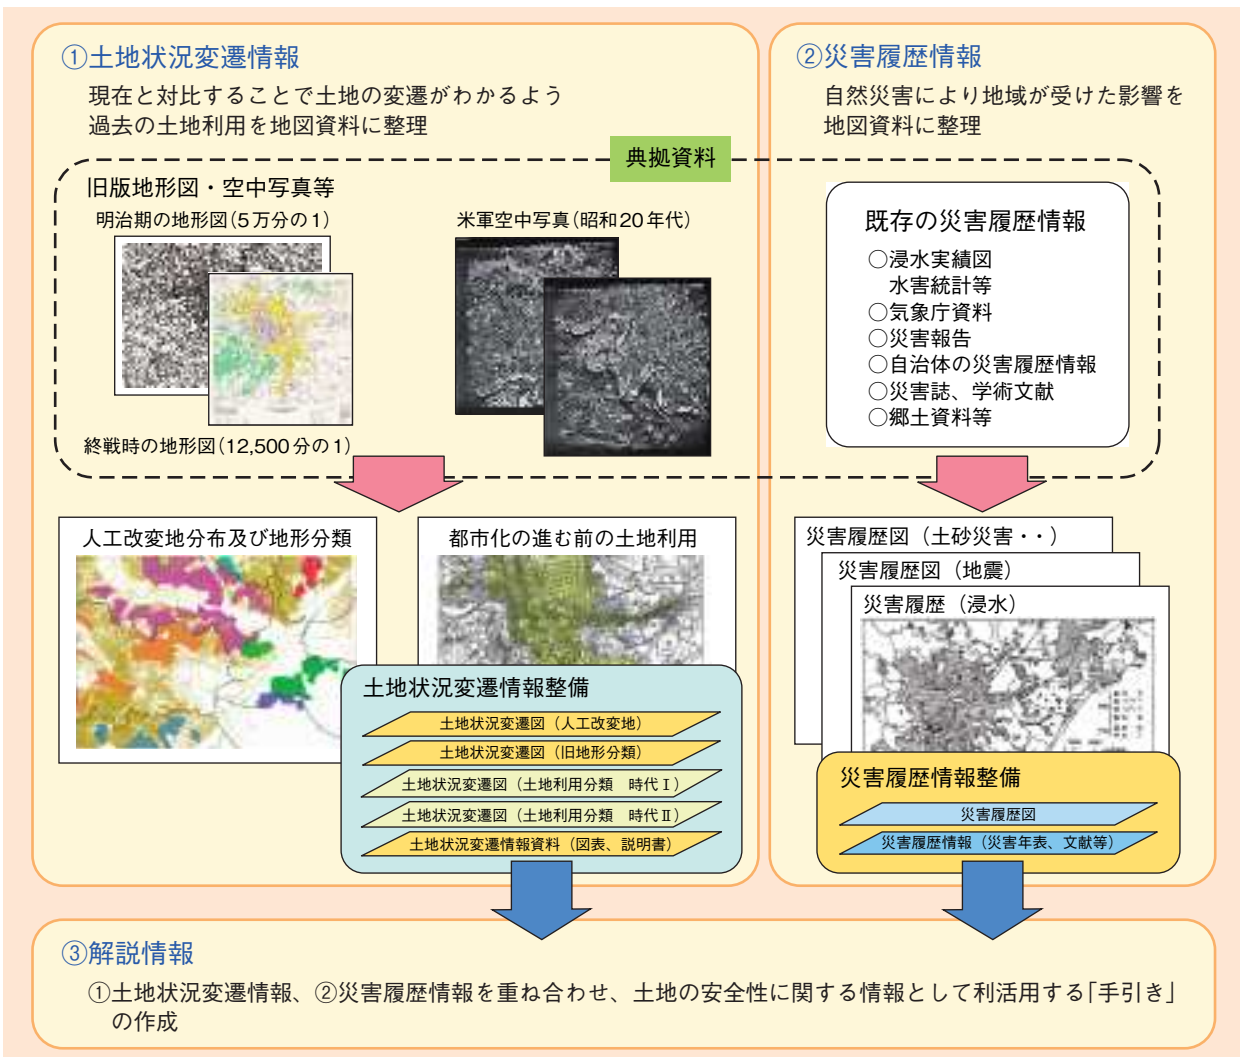 ①土地状況変遷情報
現在と対比することで土地の変遷がわかるよう
過去の土地利用を地図資料に整理
②災害履歴情報
自然災害により地域が受けた影響を
地図資料に整理
典拠資料
旧版地形図・空中写真等
明治期の地形図(5万分の1)
米軍空中写真(昭和20年代)
終戦時の地形図(12,500分の1)
既存の災害履歴情報
○浸水実績図
水害統計等
○気象庁資料
○災害報告
○自治体の災害履歴情報
○災害誌、学術文献
○郷土資料等
人工改変地分布及び地形分類
都市化の進む前の土地利用
土地状況変遷情報整備
土地状況変遷図（人工改変地）
土地状況変遷図（旧地形分類）
土地状況変遷図（土地利用分類　時代Ⅰ）
土地状況変遷図（土地利用分類　時代Ⅱ）
土地状況変遷情報資料（図表、説明書）
災害履歴図（土砂災害・・）
災害履歴図（地震）
災害履歴（浸水）
災害履歴情報整備
災害履歴図
災害履歴情報（災害年表、文献等）
③解説情報
①土地状況変遷情報、②災害履歴情報を重ね合わせ、土地の安全性に関する情報として利活用する「手引き」
の作成